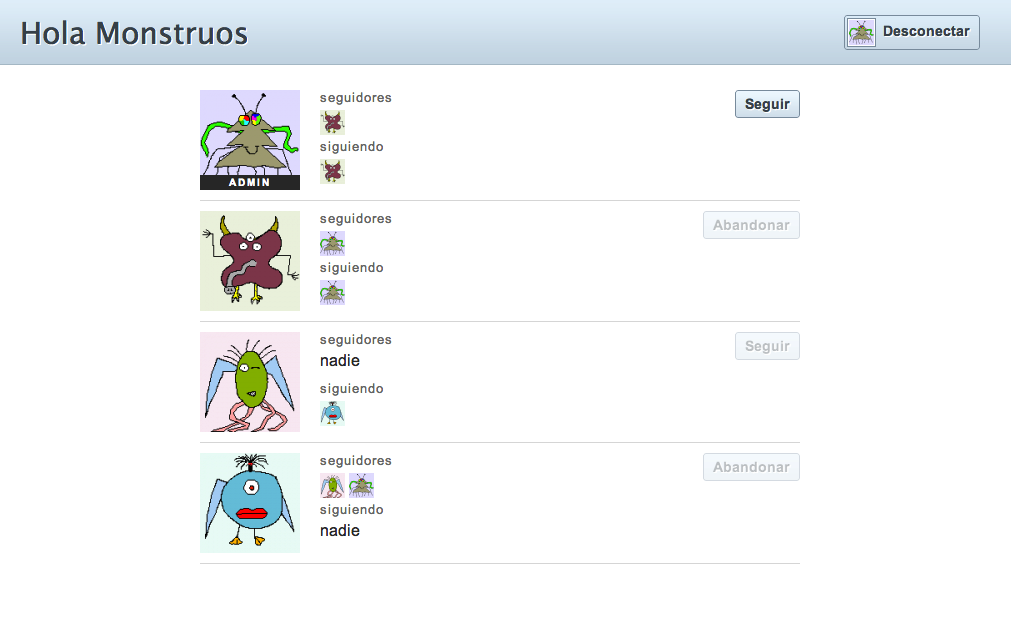 Hola Monstruos
Desconectar
seguidores
Seguir
siguiendo
ADMIN
seguidores
Abandonar
siguiendo
seguidores
Seguir
nadie
siguiendo
seguidores
Abandonar
siguiendo
nadie